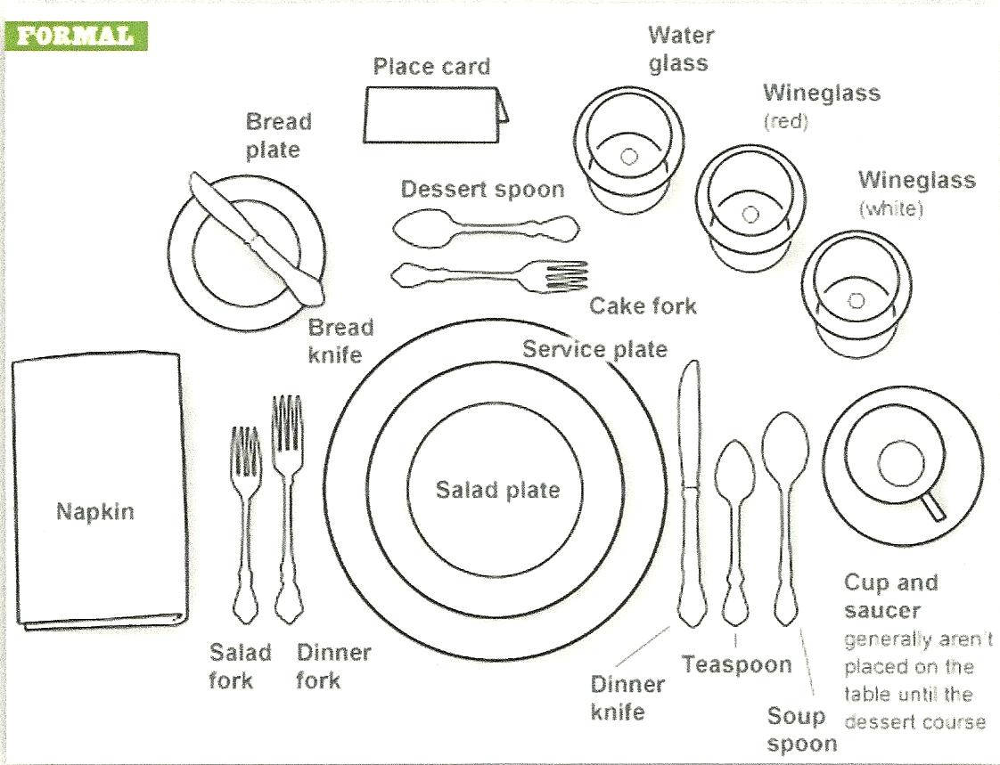 FORMAL
Water
glass
Place card
Wineglass
(red)
Bread
plate
Wineglass
(white)
Dessert spoon
Cake fork
Bread
knife
Service plate
Salad plate
Napkin
Salad
fork
Dinner
fork
Dinner
knife
Teaspoon
Soup
spoon
Cup and
saucer
generally aren't
placed on the
table until the
dessert course